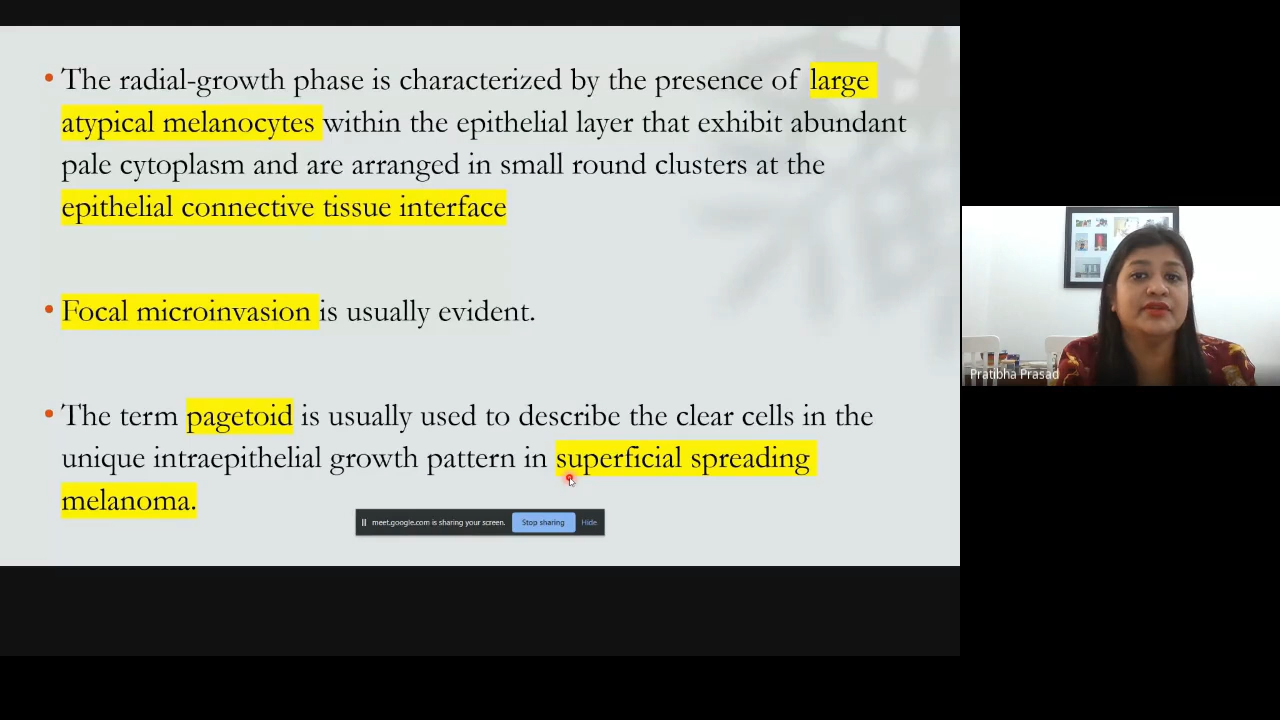 • The radial-growth phase is characterized by the presence of large
atypical melanocytes within the epithelial layer that exhibit abundant
pale cytoplasm and are arranged in small round clusters at the
epithelial connective tissue interface
• Focal microinvasion is usually evident.
• The term pagetoid is usually used to describe the clear cells in the
unique intraepithelial growth pattern in superficial spreading
melanoma.
meet.google.com is sharing your screen. Stop sharing Hide
Pratibha Prasad